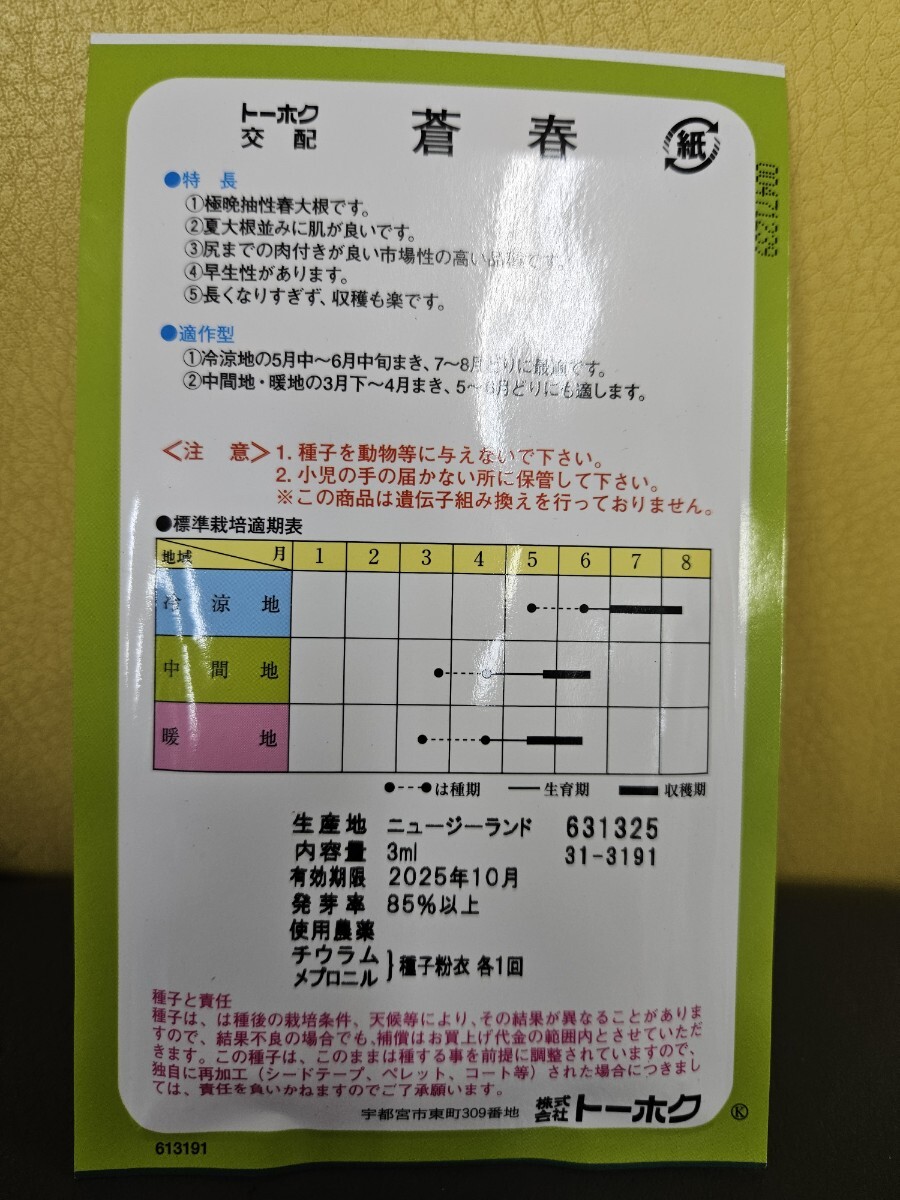 トーホク
交配
蒼春
紙
●特長
①極晩抽性春大根です。
②夏大根並みに肌が良いです。
③尻までの肉付きが良い市場性の高い品種です。
④早生性があります。
⑤長くなりすぎず、収穫も楽です。
●適作型
①冷涼地の5月中〜6月中旬まき、7〜8月どりに最適です。
②中間地・暖地の3月下〜4月まき、5〜6月どりにも適します。
<注 意>1. 種子を動物等に与えないで下さい。
2. 小児の手の届かない所に保管して下さい。
※この商品は遺伝子組み換えを行っておりません。
●標準栽培適期表
地域 月 1 2 3 4 5 6 7 8
冷涼地
中間地
暖地
は種期 生育期 収穫期
生産地 ニュージーランド 631325
内容量 3ml 31-3191
有効期限 2025年10月
発芽率 85%以上
使用農薬
チウラム
メプロニル}種子粉衣 各1回
種子と責任
種子は、は種後の栽培条件、天候等により、その結果が異なることがありま
すので、結果不良の場合でも、補償はお買上げ代金の範囲内とさせていただ
きます。この種子は、このままは種する事を前提に調整されていますので、
独自に再加工（シードテープ、ペレット、コート等）された場合につきまし
ては、責任を負いかねますのでご了承願います。
宇都宮市東町309番地 株式会社トーホク
Ⓚ
613191